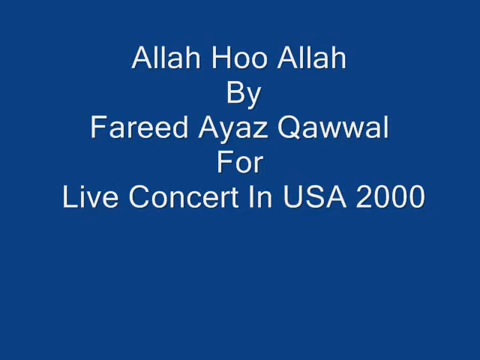 Allah Hoo Allah
By
Fareed Ayaz Qawwal
For
Live Concert In USA 2000